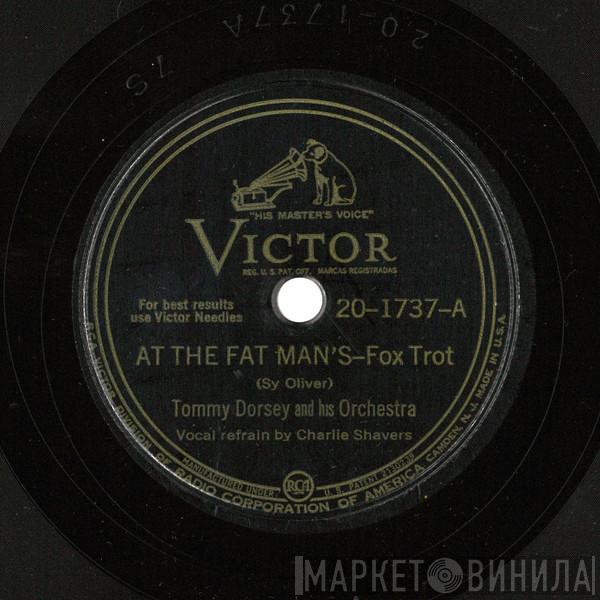 20-1737A
7S
"HIS MASTER'S VOICE"
VICTOR
REG. U. S. PAT. OFF. MARCAS REGISTRADAS
For best results
use Victor Needles
20-1737-A
AT THE FAT MAN'S-Fox Trot
(Sy Oliver)
Tommy Dorsey and his Orchestra
Vocal refrain by Charlie Shavers
MANUFACTURED UNDER RCA U. S. PATENT 2130239
RCA VICTOR DIVISION OF RADIO CORPORATION OF AMERICA CAMDEN, N. J. MADE IN U.S.A.
МАРКЕТ ВИНИЛА